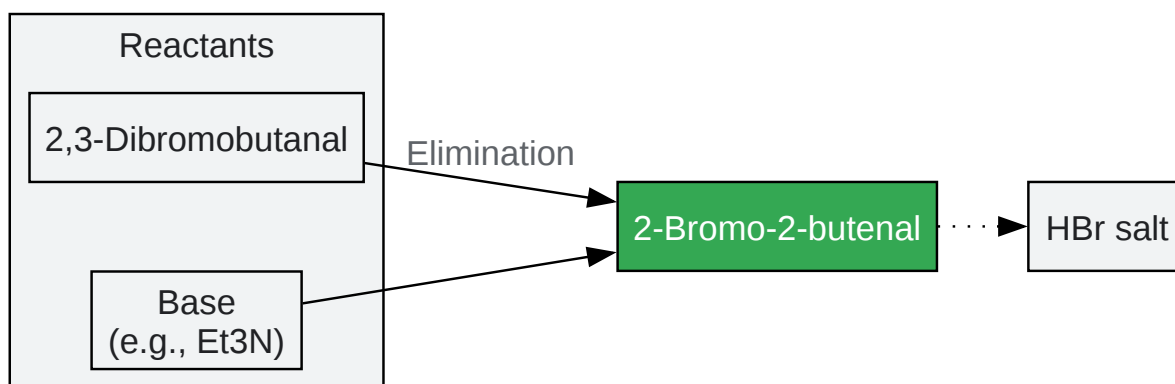 Reactants
2,3-Dibromobutanal
Elimination
2-Bromo-2-butenal
HBr salt
Base
(e.g., Et3N)